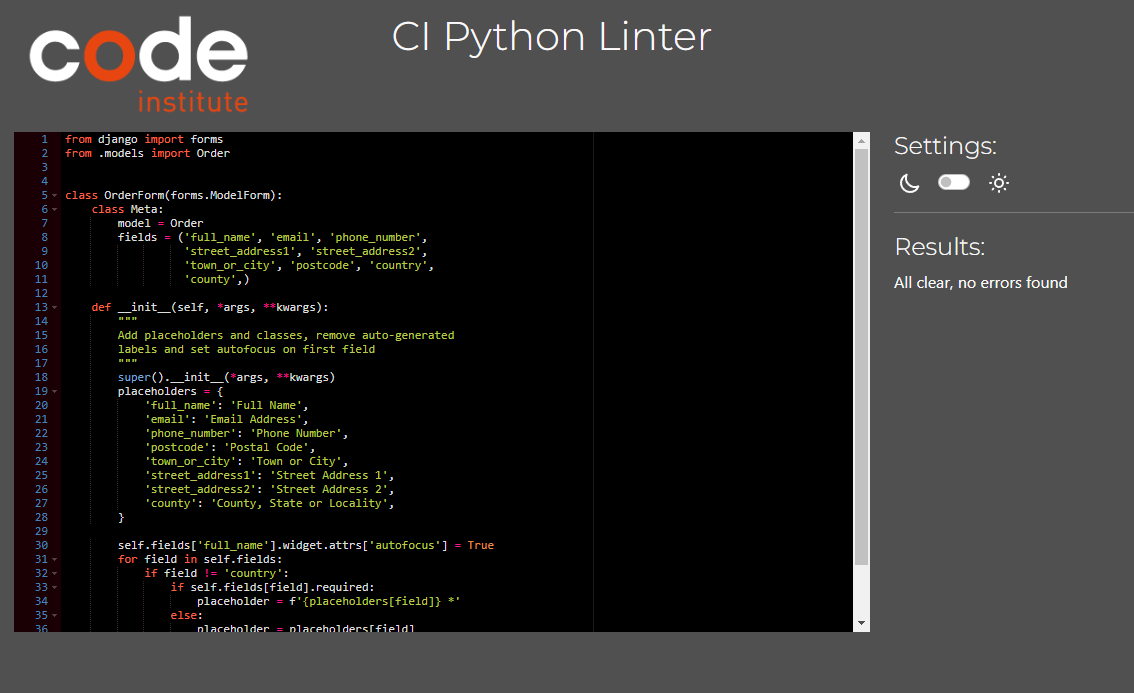 code
institute
CI Python Linter
1 from django import forms
2 from .models import Order
3
4
5 class OrderForm(forms.ModelForm):
6     class Meta:
7         model = Order
8         fields = ('full_name', 'email', 'phone_number',
9                   'street_address1', 'street_address2',
10                   'town_or_city', 'postcode', 'country',
11                   'county',)
12
13     def __init__(self, *args, **kwargs):
14         """
15         Add placeholders and classes, remove auto-generated
16         labels and set autofocus on first field
17         """
18         super().__init__(*args, **kwargs)
19         placeholders = {
20             'full_name': 'Full Name',
21             'email': 'Email Address',
22             'phone_number': 'Phone Number',
23             'postcode': 'Postal Code',
24             'town_or_city': 'Town or City',
25             'street_address1': 'Street Address 1',
26             'street_address2': 'Street Address 2',
27             'county': 'County, State or Locality',
28         }
29
30         self.fields['full_name'].widget.attrs['autofocus'] = True
31         for field in self.fields:
32             if field != 'country':
33                 if self.fields[field].required:
34                     placeholder = f'{placeholders[field]} *'
35                 else:
36                     placeholder = placeholders[field]
Settings:
Results:
All clear, no errors found